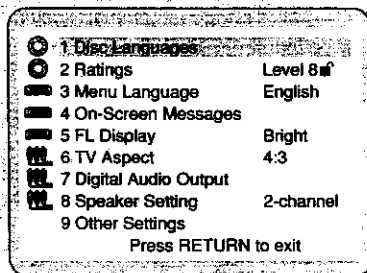 1 Disc Languages
2 Ratings Level 8
3 Menu Language English
4 On-Screen Messages
5 FL Display Bright
6 TV Aspect 4:3
7 Digital Audio Output
8 Speaker Setting 2-channel
9 Other Settings
Press RETURN to exit